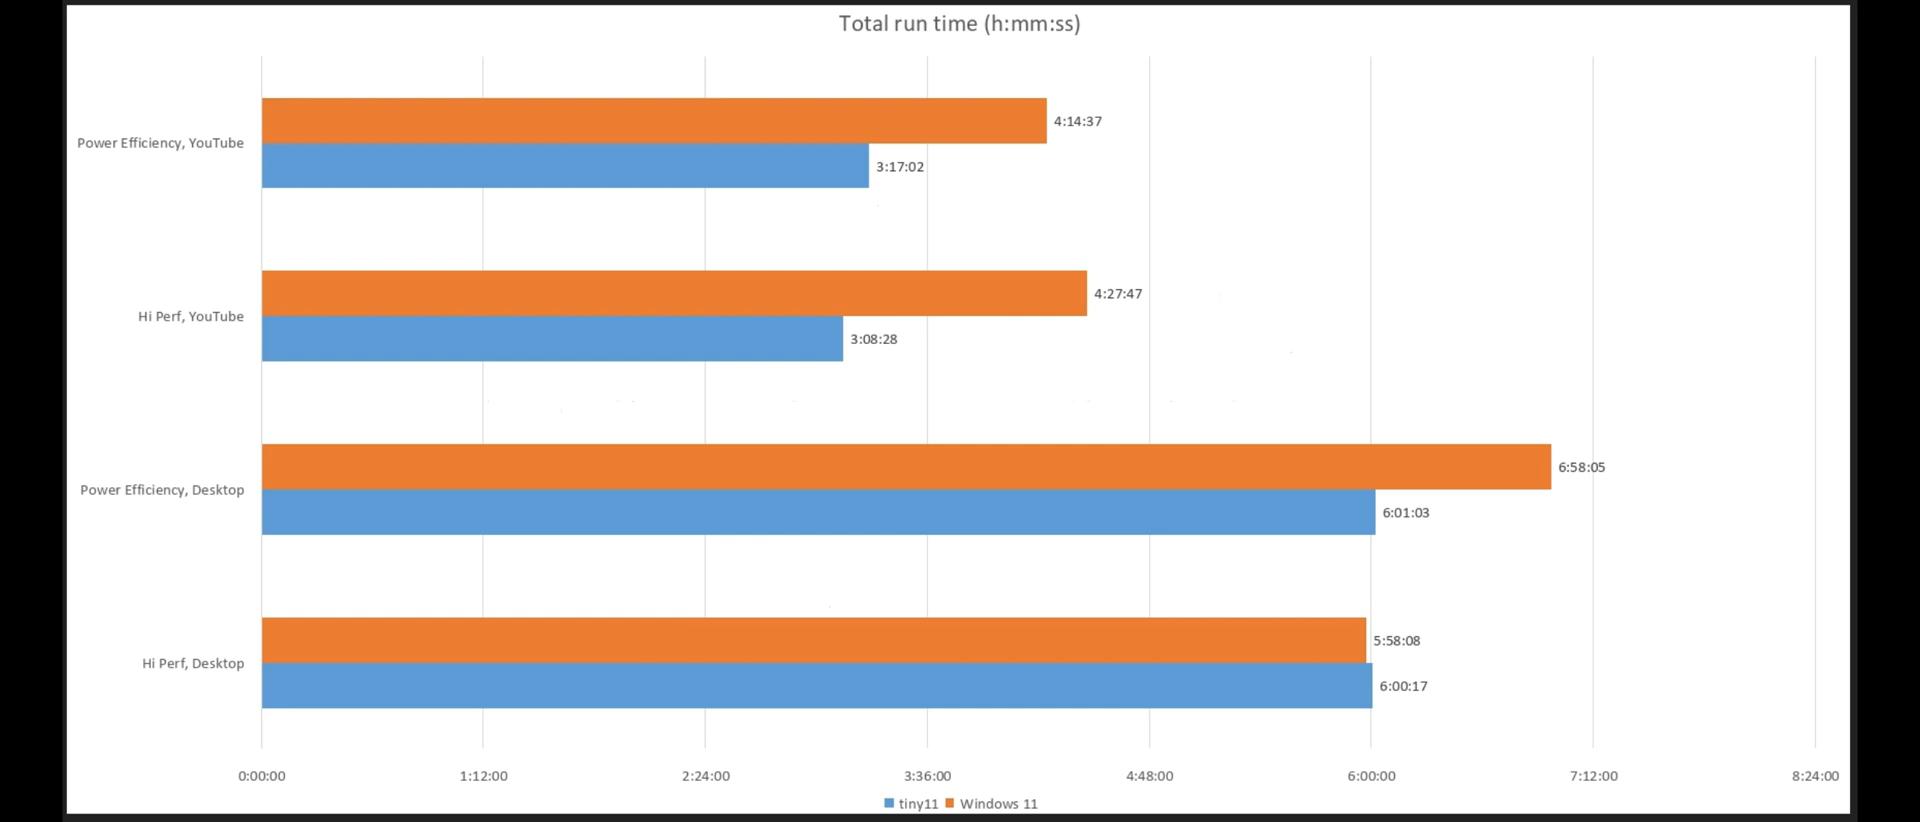 Total run time (h:mm:ss)
Power Efficiency, YouTube
4:14:37
3:17:02
Hi Perf, YouTube
4:27:47
3:08:28
Power Efficiency, Desktop
6:58:05
6:01:03
Hi Perf, Desktop
5:58:08
6:00:17
0:00:00 1:12:00 2:24:00 3:36:00 4:48:00 6:00:00 7:12:00 8:24:00
tiny11 Windows 11